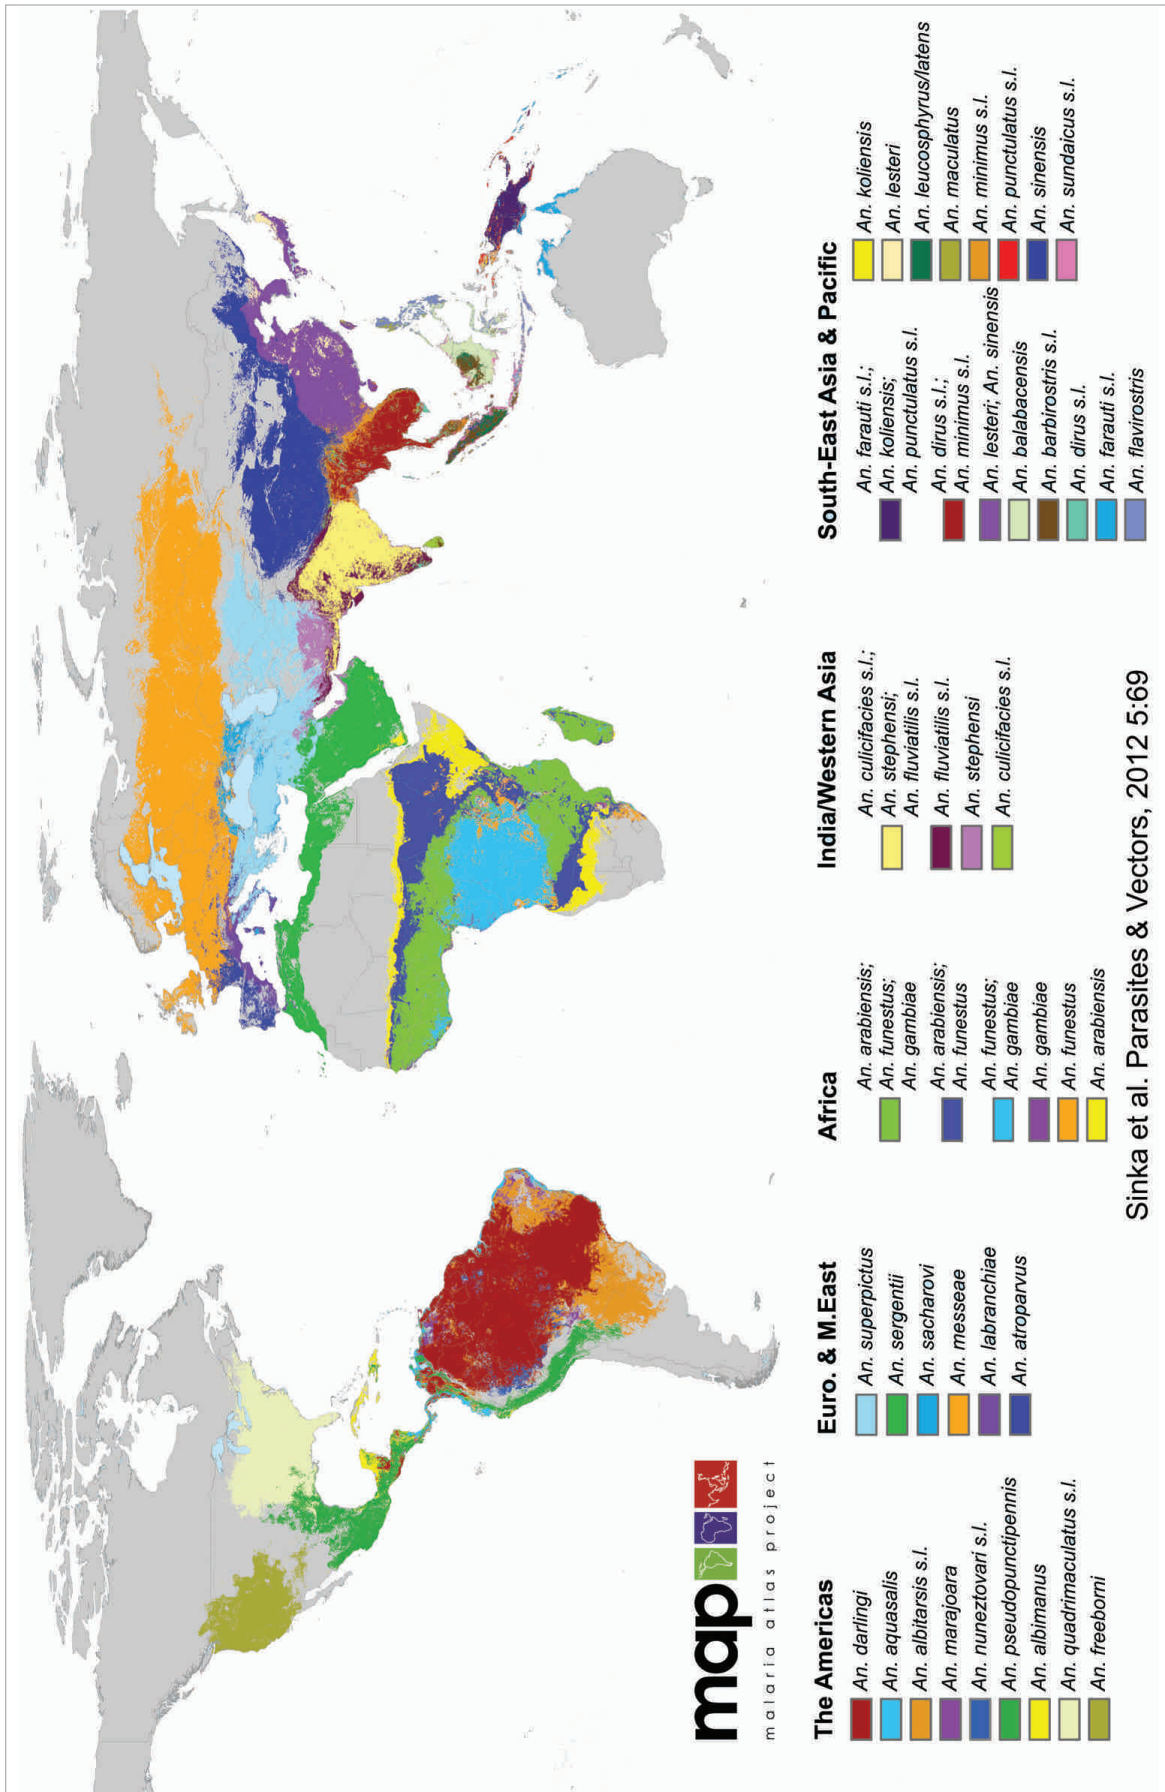 map
malaria atlas project
The Americas
An. darlingi
An. aquasalis
An. albitarsis s.l.
An. marajoara
An. nuneztovari s.l.
An. pseudopunctipennis
An. albimanus
An. quadrimaculatus s.l.
An. freeborni
Euro. & M.East
An. superpictus
An. sergentii
An. sacharovi
An. messeae
An. labranchiae
An. atroparvus
Africa
An. arabiensis;
An. funestus;
An. gambiae
An. arabiensis;
An. funestus
An. funestus;
An. gambiae
An. gambiae
An. funestus
An. arabiensis
India/Western Asia
An. culicifacies s.l.;
An. stephensi;
An. fluviatilis s.l.
An. fluviatilis s.l.
An. stephensi
An. culicifacies s.l.
South-East Asia & Pacific
An. farauti s.l.;
An. koliensis;
An. punctulatus s.l.
An. dirus s.l.;
An. minimus s.l.
An. lesteri; An. sinensis
An. balabacensis
An. barbirostris s.l.
An. dirus s.l.
An. farauti s.l.
An. flavirostris
An. koliensis
An. lesteri
An. leucosphyrus/latens
An. maculatus
An. minimus s.l.
An. punctulatus s.l.
An. sinensis
An. sundaicus s.l.
Sinka et al. Parasites & Vectors, 2012 5:69